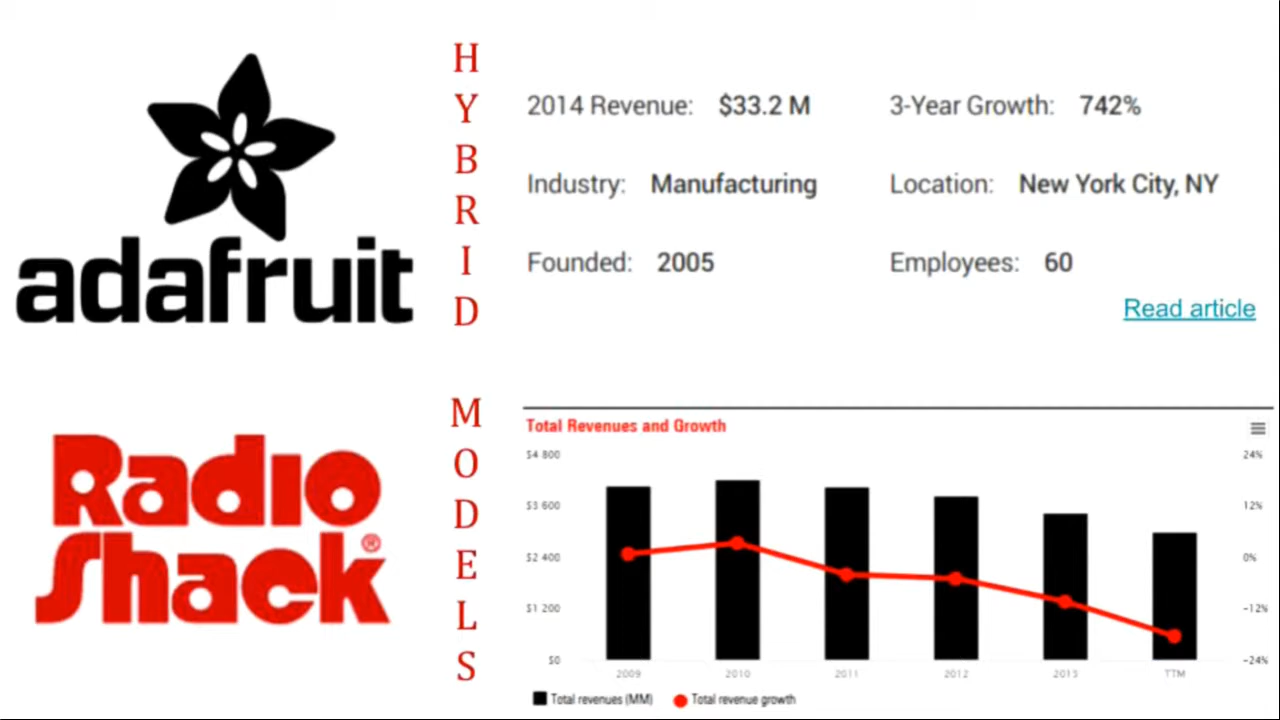 adafruit
HYBRID
MODELS
2014 Revenue: $33.2 M 3-Year Growth: 742%
Industry: Manufacturing Location: New York City, NY
Founded: 2005 Employees: 60
Read article
Radio
Shack®
Total Revenues and Growth
$4 800 24%
$3 600 12%
$2 400 0%
$1 200 -12%
$0 -24%
2009 2010 2011 2012 2013 TTM
Total revenues (MM) Total revenue growth